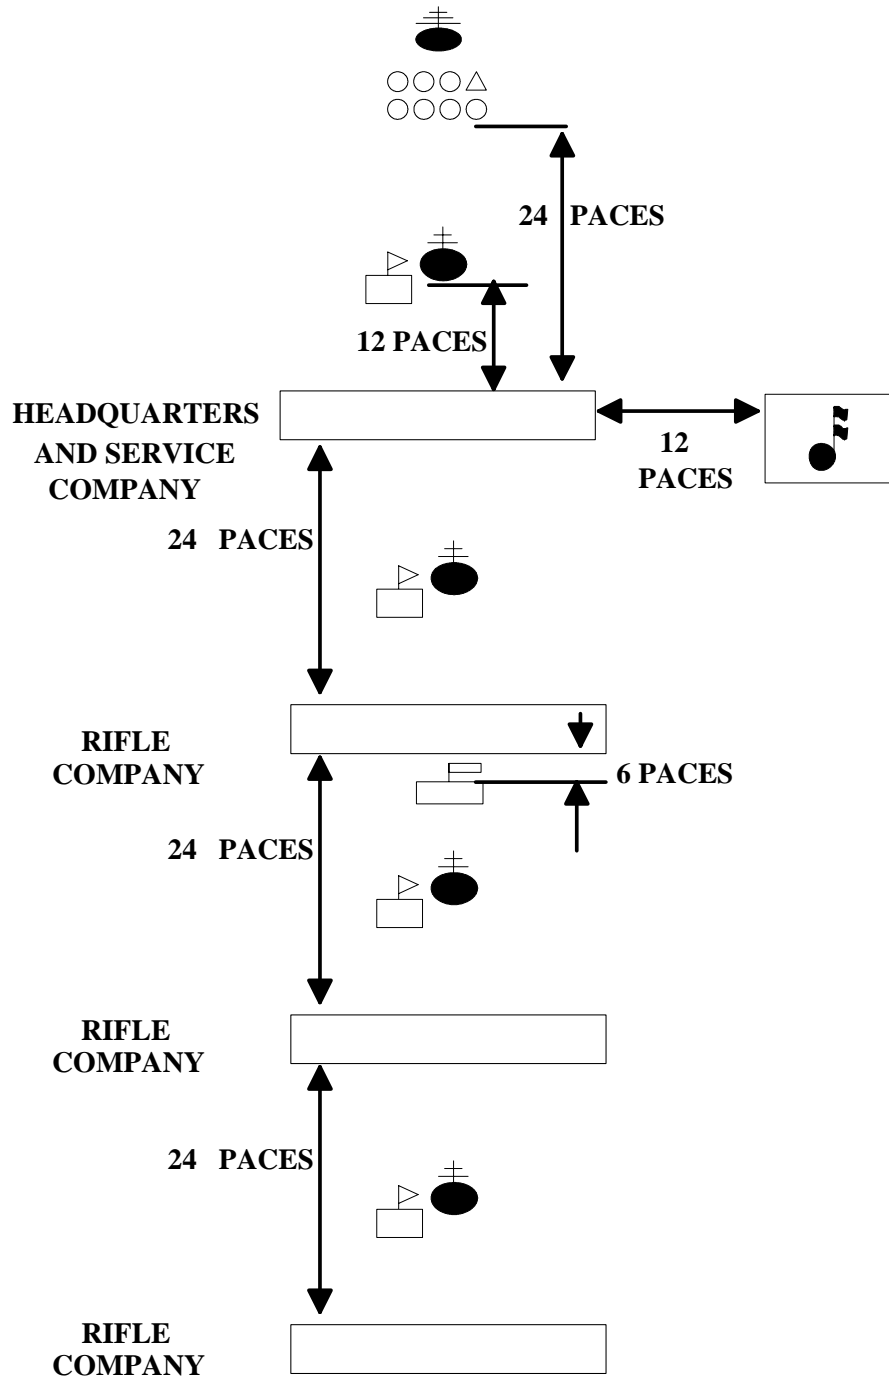 24 PACES
12 PACES
HEADQUARTERS
AND SERVICE
COMPANY
12
PACES
24 PACES
RIFLE
COMPANY
6 PACES
24 PACES
RIFLE
COMPANY
24 PACES
RIFLE
COMPANY